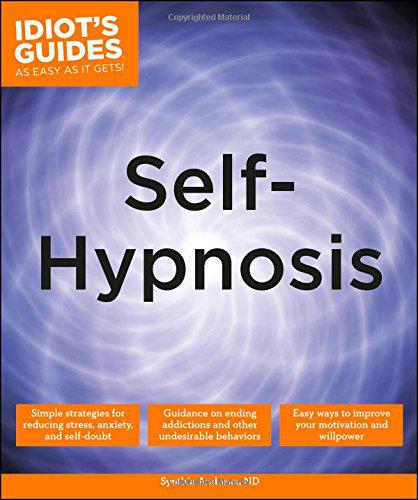 Copyrighted Material
IDIOT'S
GUIDES
AS EASY AS IT GETS!
Self-
Hypnosis
Simple strategies for
reducing stress, anxiety,
and self-doubt
Guidance on ending
addictions and other
undesirable behaviors
Easy ways to improve
your motivation and
willpower
ND